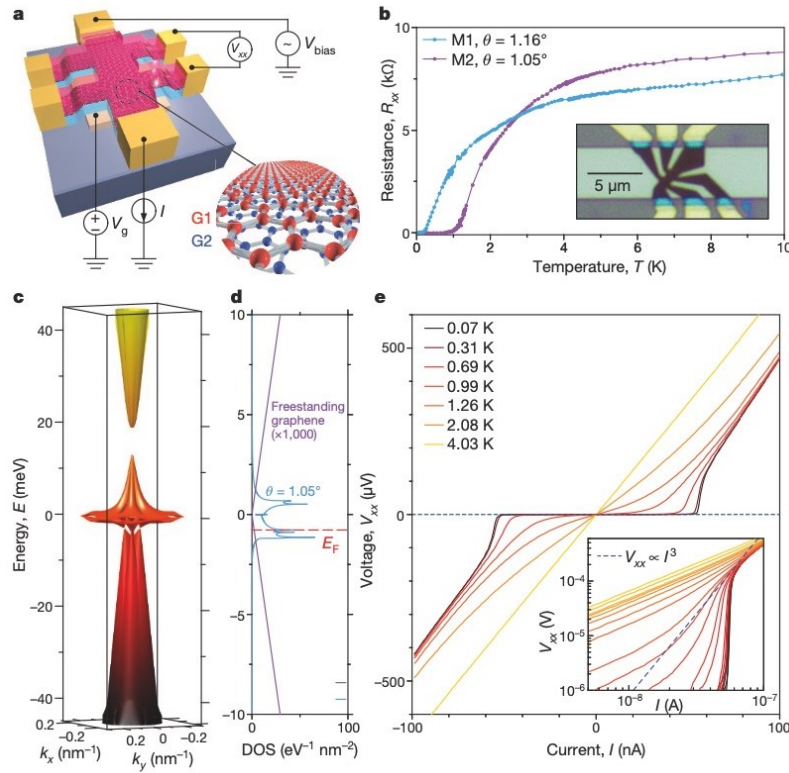 a
V_xx
V_bias
V_g
I
G1
G2
b
M1, θ = 1.16°
M2, θ = 1.05°
Resistance, R_xx (kΩ)
10
5
0
5 μm
0 2 4 6 8 10
Temperature, T (K)
c
Energy, E (meV)
40
20
0
−20
−40
0.2
0
−0.2
−0.2
0
0.2
k_x (nm⁻¹)
k_y (nm⁻¹)
d
10
5
0
−5
−10
Freestanding
graphene
(×1,000)
θ = 1.05°
E_F
0 100
DOS (eV⁻¹ nm⁻²)
e
Voltage, V_xx (μV)
500
0
−500
0.07 K
0.31 K
0.69 K
0.99 K
1.26 K
2.08 K
4.03 K
V_xx ∝ I³
V_xx (V)
10⁻⁴
10⁻⁵
10⁻⁶
10⁻⁸ 10⁻⁷
I (A)
−100 −50 0 50 100
Current, I (nA)